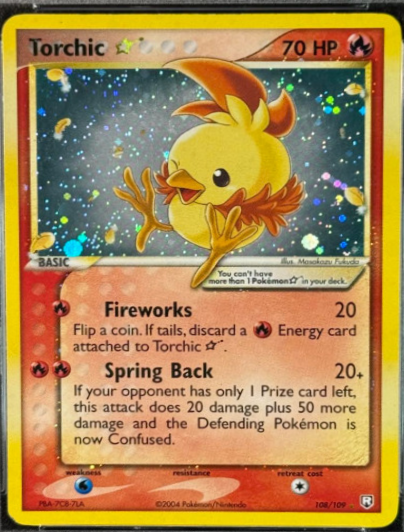 Torchic ☆ 70 HP
BASIC
Illus. Masakazu Fukuda
You can't have
more than 1 Pokémon ☆ in your deck.
Fireworks 20
Flip a coin. If tails, discard a Energy card
attached to Torchic ☆.
Spring Back 20+
If your opponent has only 1 Prize card left,
this attack does 20 damage plus 50 more
damage and the Defending Pokémon is
now Confused.
weakness resistance retreat cost
©2004 Pokémon/Nintendo 108/109 R